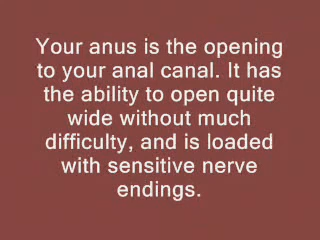 Your anus is the opening
to your anal canal. It has
the ability to open quite
wide without much
difficulty, and is loaded
with sensitive nerve
endings.